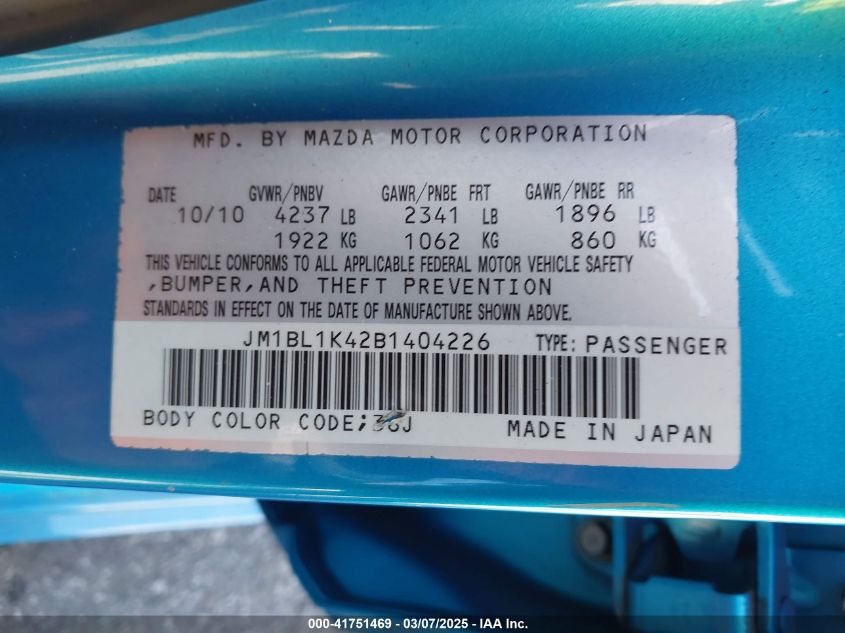 MFD. BY MAZDA MOTOR CORPORATION
DATE GVWR/PNBV GAWR/PNBE FRT GAWR/PNBE RR
10/10 4237 LB 2341 LB 1896 LB
1922 KG 1062 KG 860 KG
THIS VEHICLE CONFORMS TO ALL APPLICABLE FEDERAL MOTOR VEHICLE SAFETY
,BUMPER,AND THEFT PREVENTION
STANDARDS IN EFFECT ON THE DATE OF MANUFACTURE SHOWN ABOVE.
JM1BL1K42B1404226 TYPE: PASSENGER
BODY COLOR CODE; MADE IN JAPAN
000-41751469 - 03/07/2025 - IAA Inc.